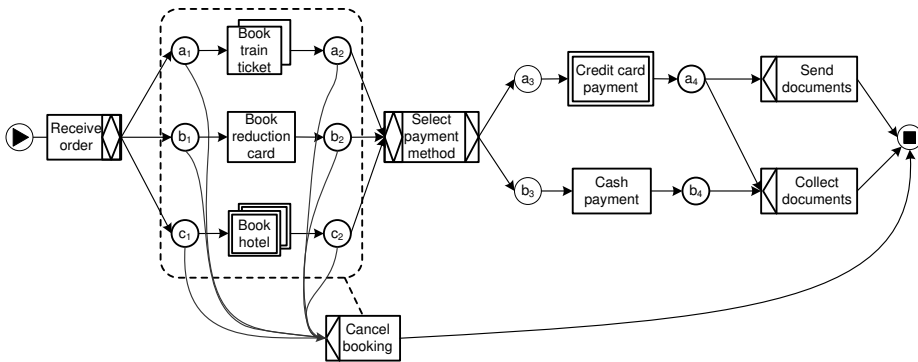 Receive
order
a1
Book
train
ticket
a2
b1
Book
reduction
card
b2
c1
Book
hotel
c2
Select
payment
method
a3
Credit card
payment
a4
Send
documents
b3
Cash
payment
b4
Collect
documents
Cancel
booking